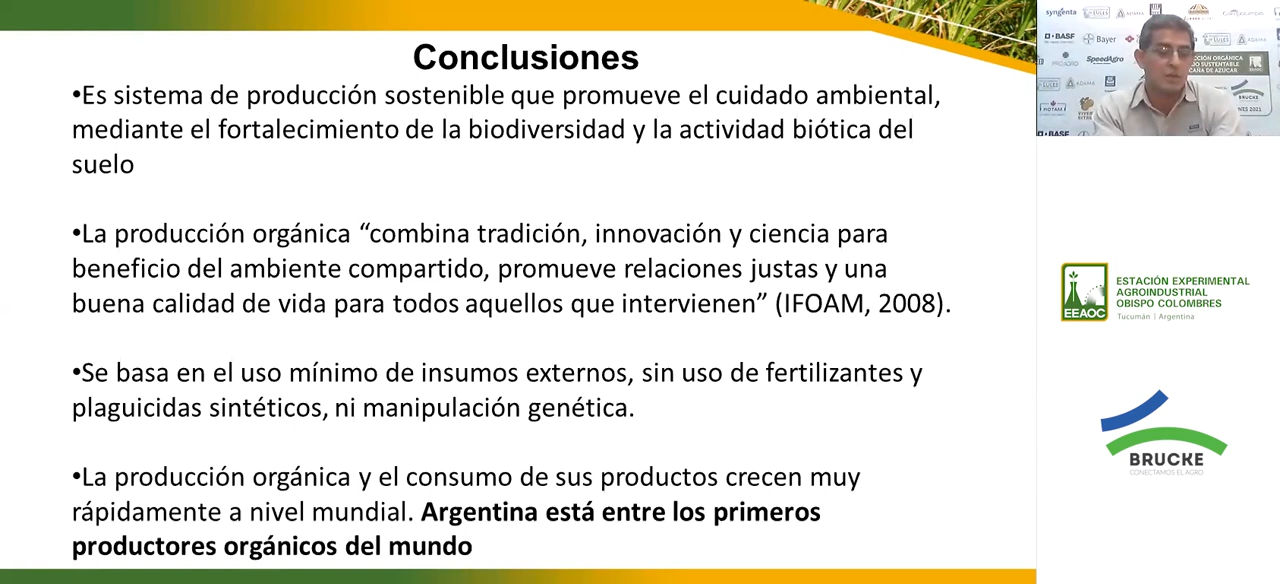 Conclusiones
•Es sistema de producción sostenible que promueve el cuidado ambiental,
mediante el fortalecimiento de la biodiversidad y la actividad biótica del
suelo
•La producción orgánica “combina tradición, innovación y ciencia para
beneficio del ambiente compartido, promueve relaciones justas y una
buena calidad de vida para todos aquellos que intervienen” (IFOAM, 2008).
•Se basa en el uso mínimo de insumos externos, sin uso de fertilizantes y
plaguicidas sintéticos, ni manipulación genética.
•La producción orgánica y el consumo de sus productos crecen muy
rápidamente a nivel mundial. Argentina está entre los primeros
productores orgánicos del mundo
syngenta
BASF
Bayer
SpeedAgro
ADAMA
BRUCKE
BASF
EEAOC
ESTACIÓN EXPERIMENTAL
AGROINDUSTRIAL
OBISPO COLOMBRES
Tucumán | Argentina
BRUCKE
CONECTAMOS EL AGRO